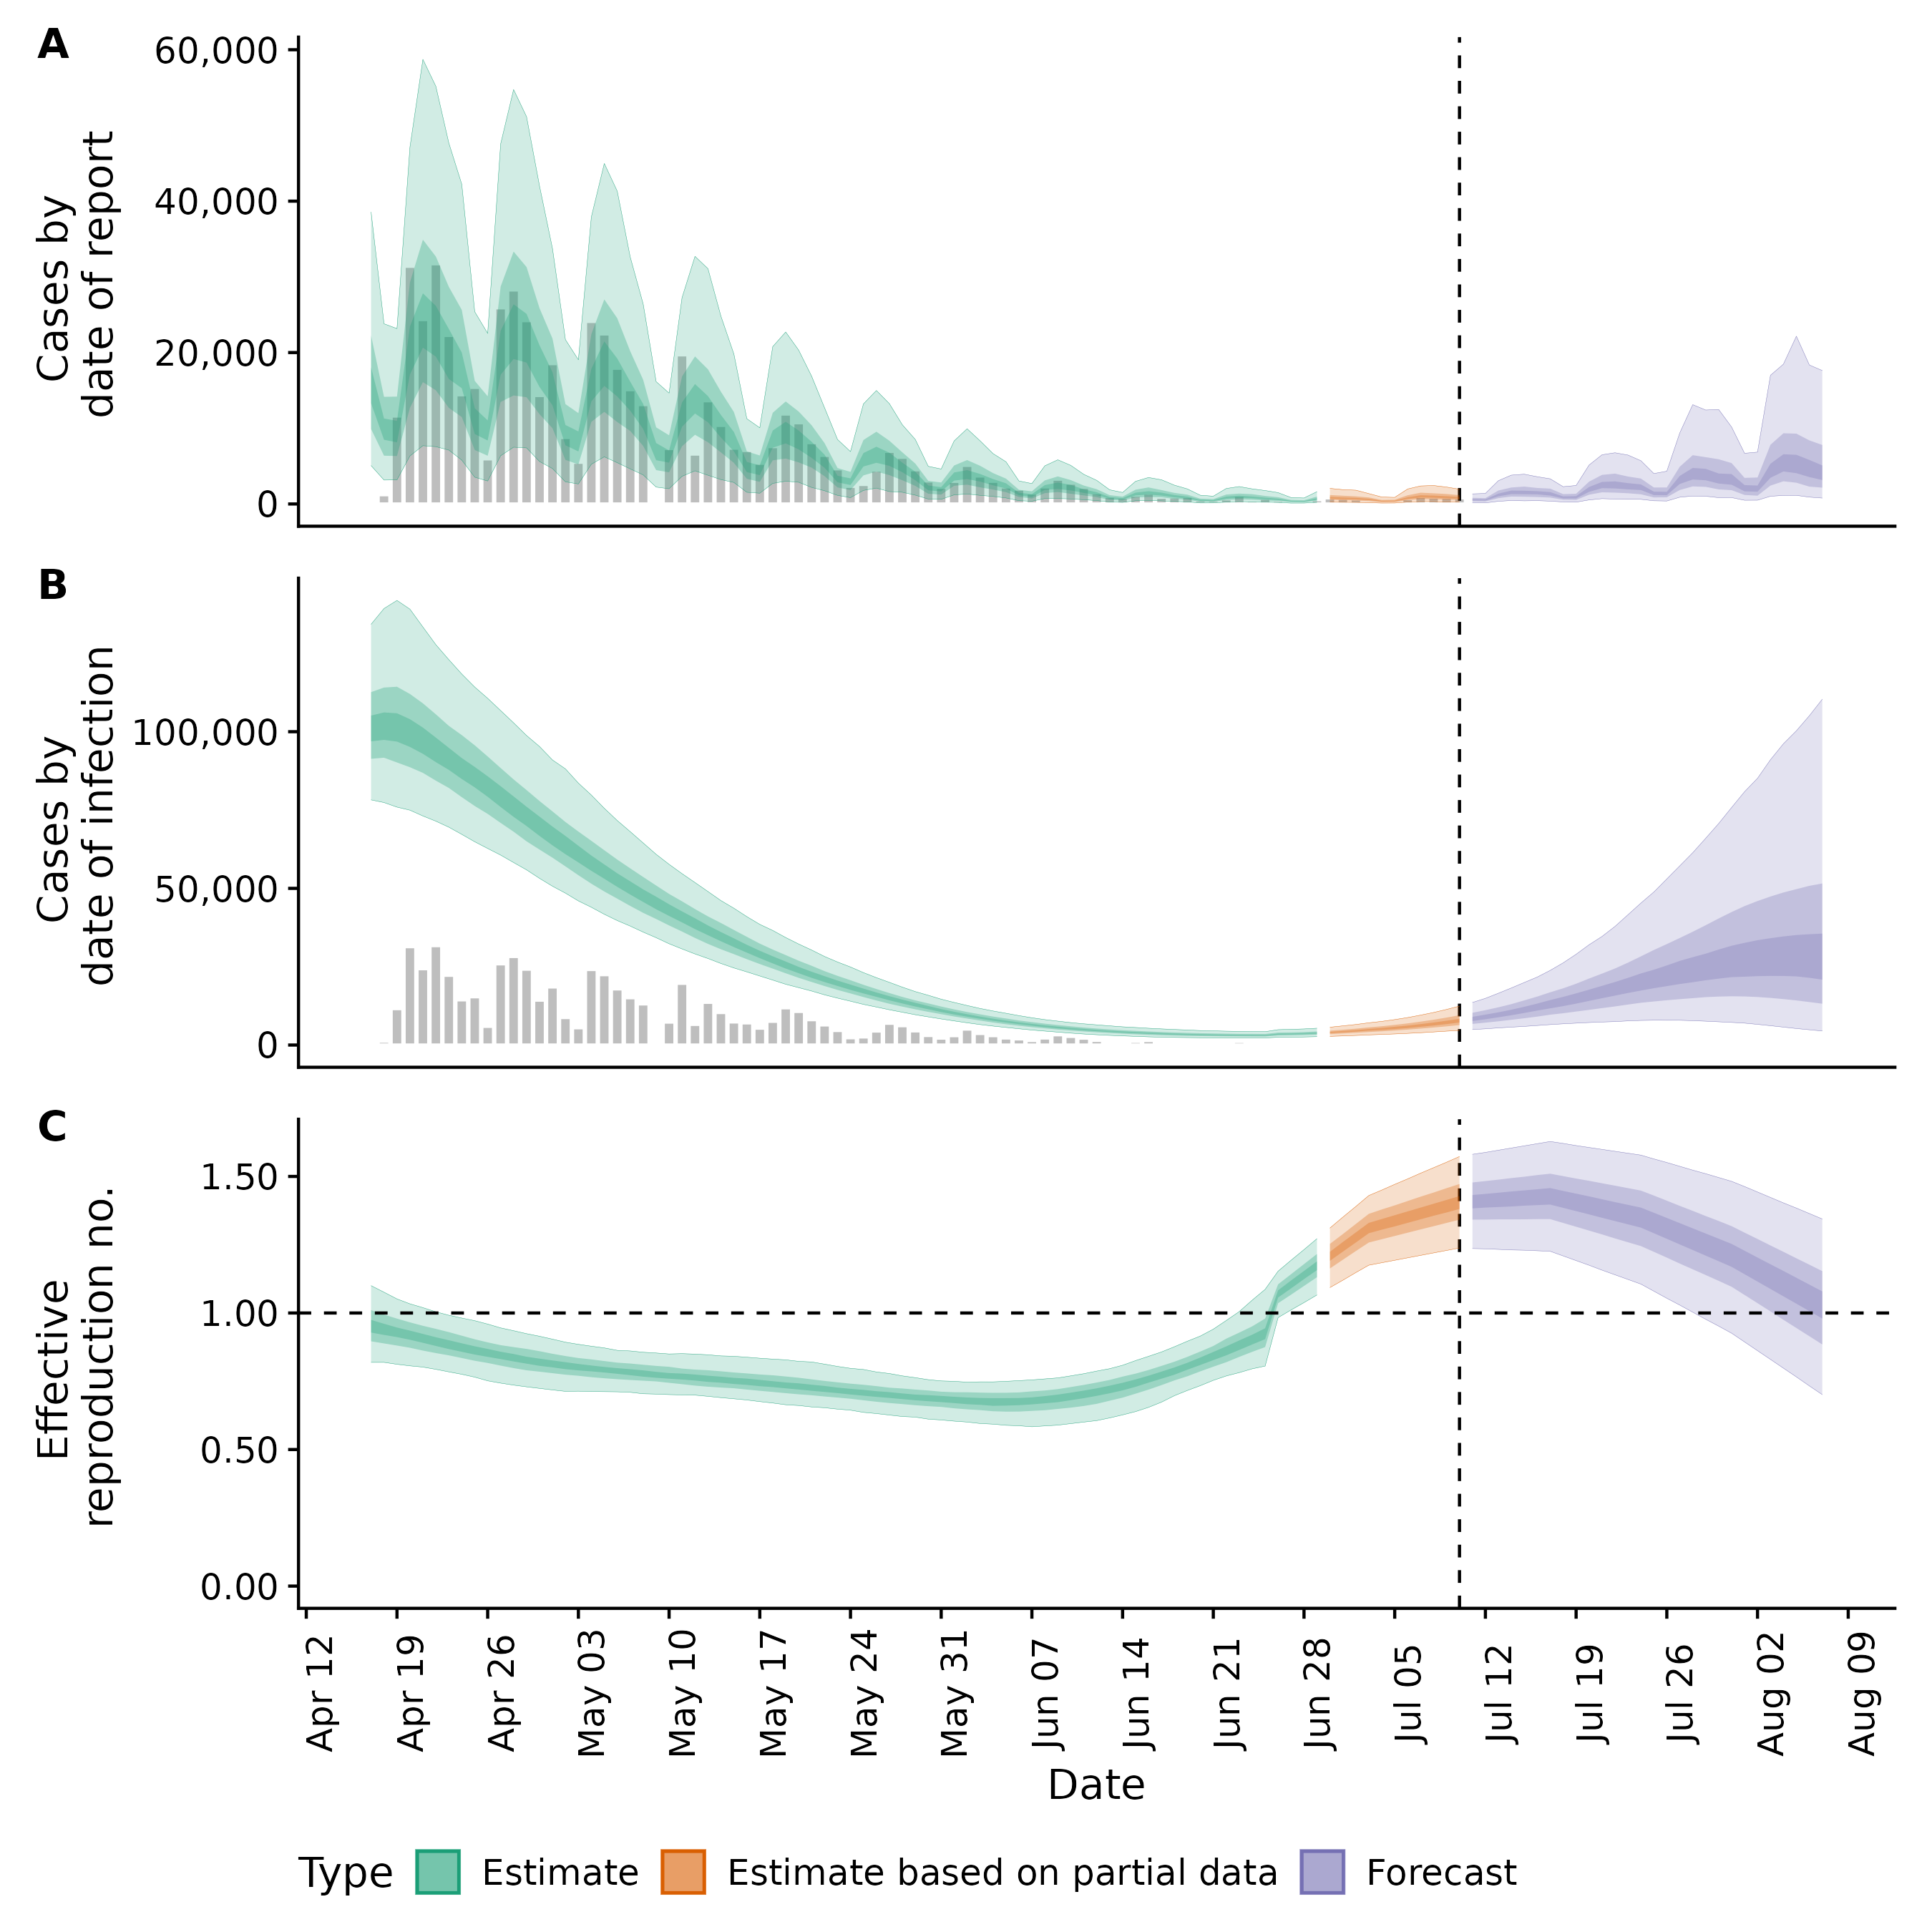 A
60,000
40,000
20,000
0
Cases by
date of report
B
100,000
50,000
0
Cases by
date of infection
C
1.50
1.00
0.50
0.00
Effective
reproduction no.
Apr 12
Apr 19
Apr 26
May 03
May 10
May 17
May 24
May 31
Jun 07
Jun 14
Jun 21
Jun 28
Jul 05
Jul 12
Jul 19
Jul 26
Aug 02
Aug 09
Date
Type Estimate Estimate based on partial data Forecast